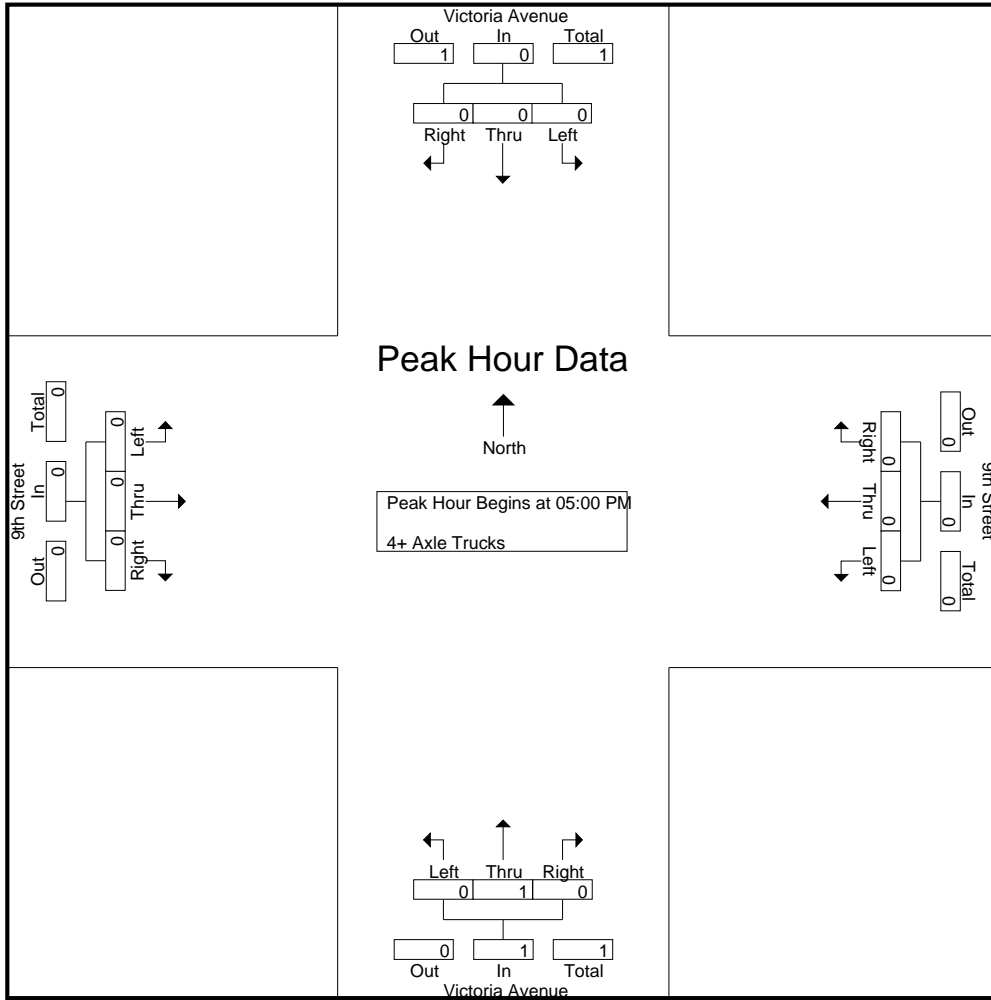 Victoria Avenue
Out In Total
1 0 1
0 0 0
Right Thru Left
Peak Hour Data
North
Peak Hour Begins at 05:00 PM
4+ Axle Trucks
9th Street
Total In Out
0 0 0
0 0 0
Left Thru Right
9th Street
Out In Total
0 0 0
0 0 0
Right Thru Left
Left Thru Right
0 1 0
0 1 1
Out In Total
Victoria Avenue